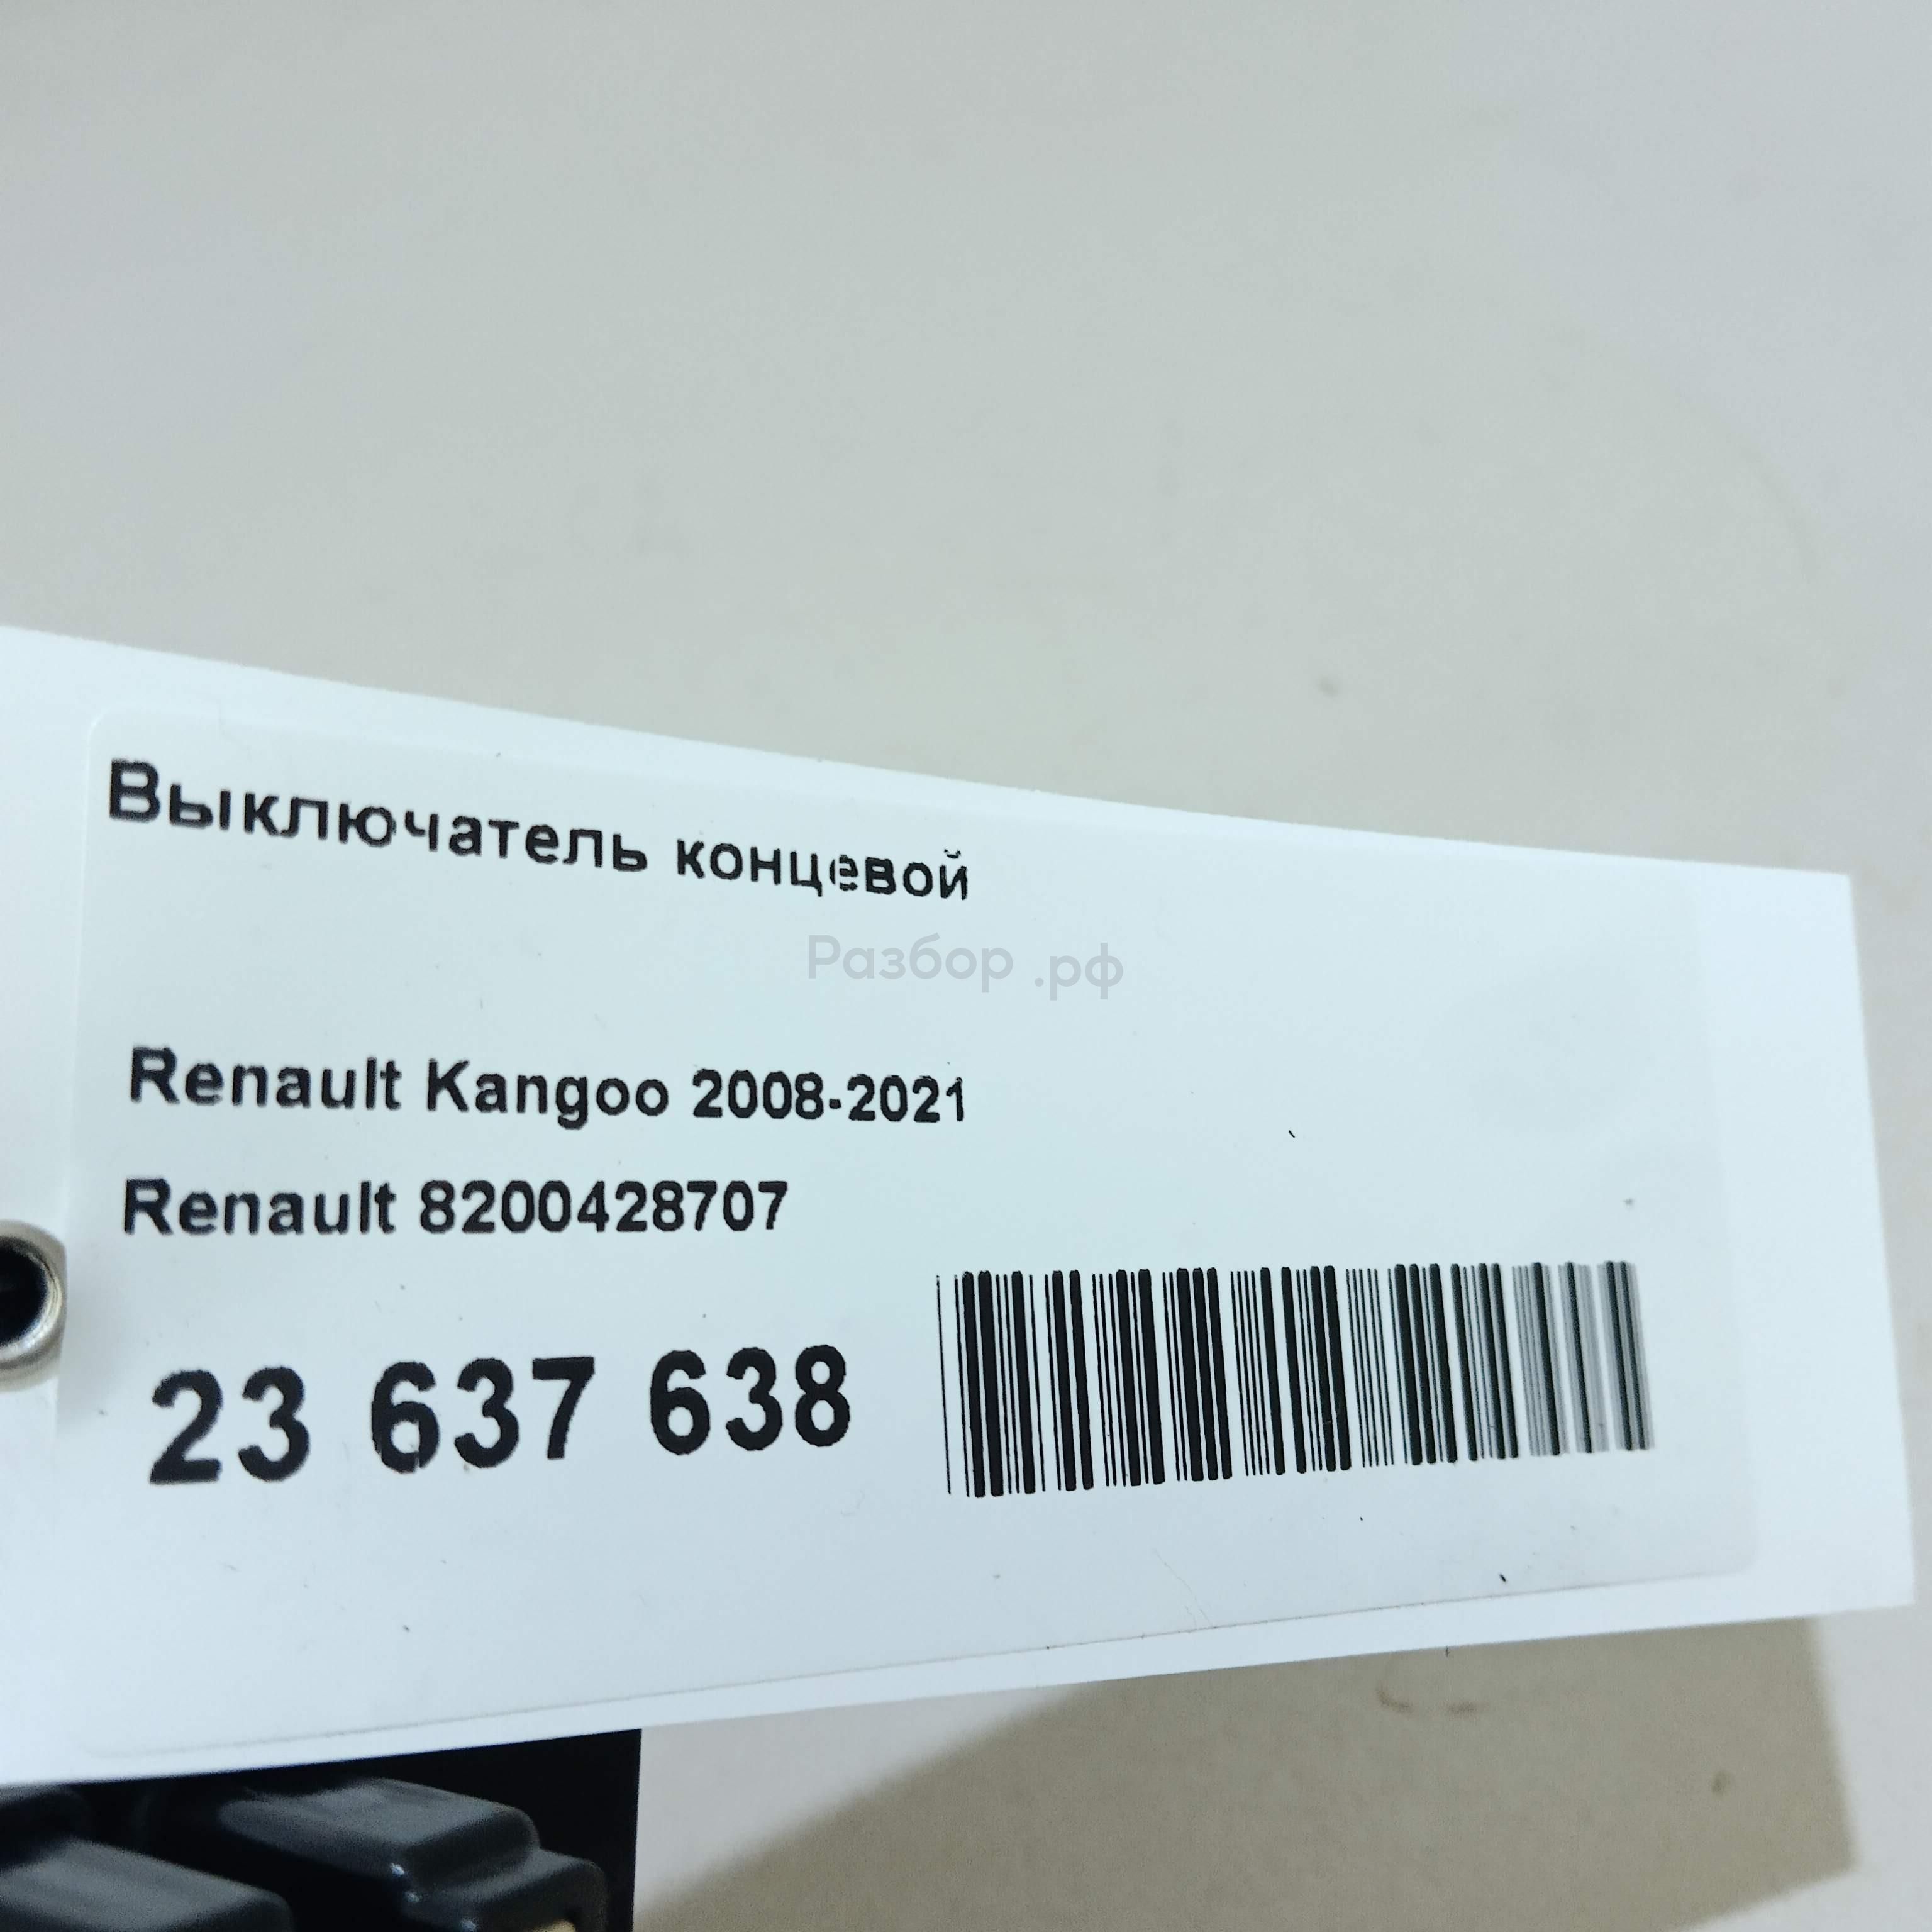 Выключатель концевой
Разбор .рф
Renault Kangoo 2008-2021
Renault 8200428707
23 637 638